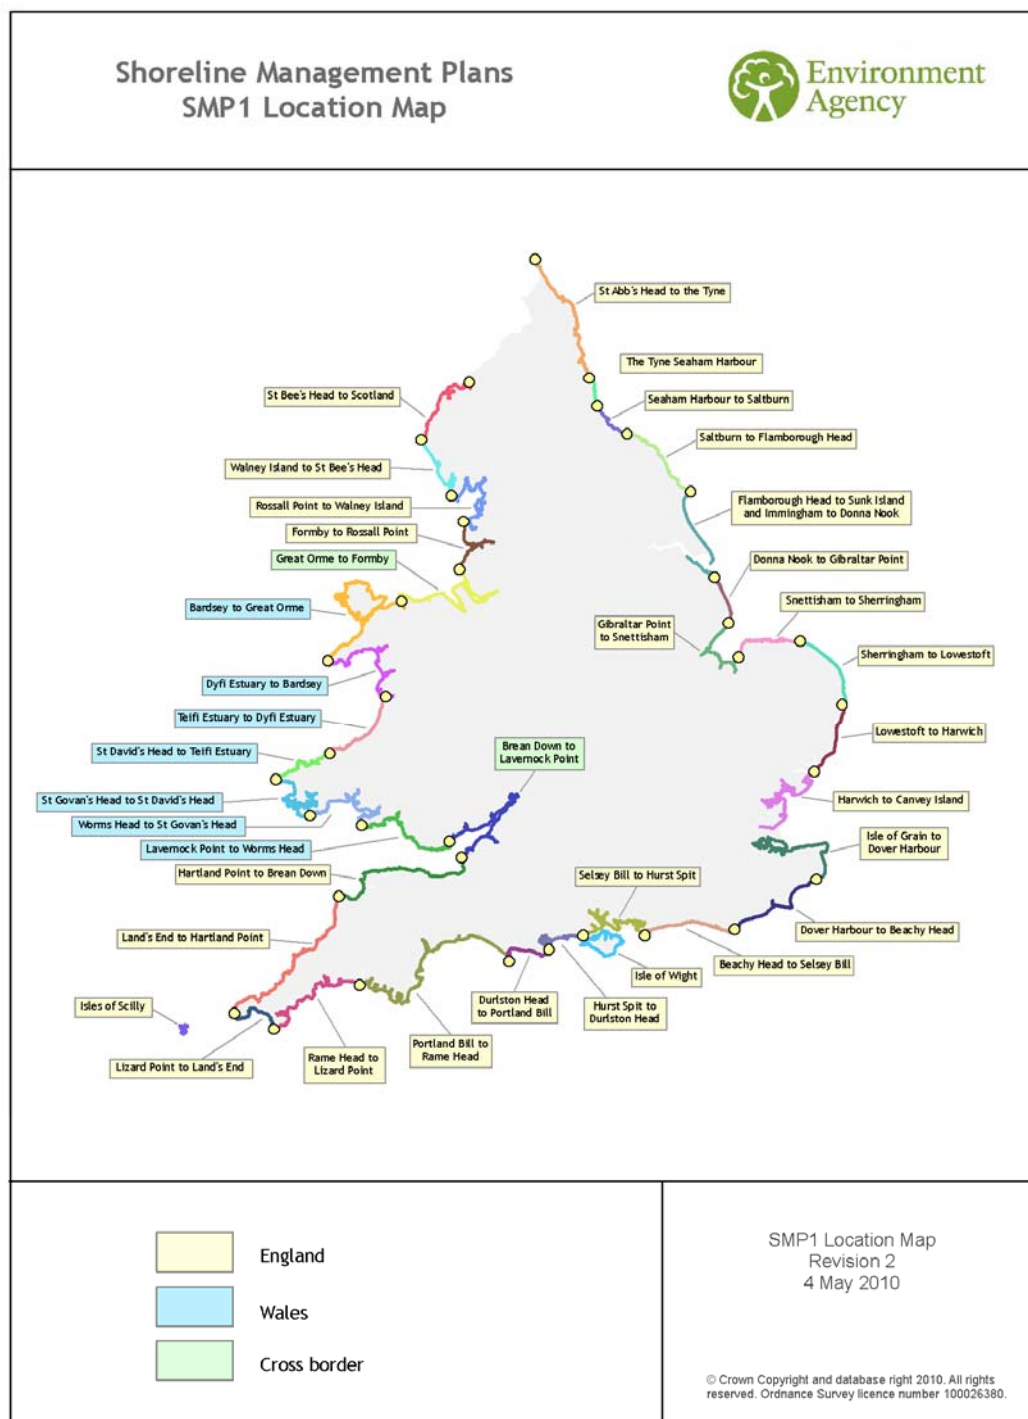 Shoreline Management Plans
SMP1 Location Map
Environment
Agency
St Abb's Head to the Tyne
The Tyne Seaham Harbour
St Bee's Head to Scotland
Seaham Harbour to Saltburn
Saltburn to Flamborough Head
Walney Island to St Bee's Head
Rossall Point to Walney Island
Flamborough Head to Sunk Island
and Immingham to Donna Nook
Formby to Rossall Point
Great Orme to Formby
Donna Nook to Gibraltar Point
Bardsey to Great Orme
Snettisham to Sherringham
Gibraltar Point
to Snettisham
Sherringham to Lowestoft
Dyfi Estuary to Bardsey
Teifi Estuary to Dyfi Estuary
Lowestoft to Harwich
St David's Head to Teifi Estuary
Brean Down to
Lavernock Point
St Govan's Head to St David's Head
Harwich to Canvey Island
Worms Head to St Govan's Head
Lavernock Point to Worms Head
Isle of Grain to
Dover Harbour
Hartland Point to Brean Down
Selsey Bill to Hurst Spit
Land's End to Hartland Point
Dover Harbour to Beachy Head
Beachy Head to Selsey Bill
Isle of Wight
Isles of Scilly
Durlston Head
to Portland Bill
Hurst Spit to
Durlston Head
Lizard Point to Land's End
Rame Head to
Lizard Point
Portland Bill to
Rame Head
England
Wales
Cross border
SMP1 Location Map
Revision 2
4 May 2010
© Crown Copyright and database right 2010. All rights
reserved. Ordnance Survey licence number 100026380.